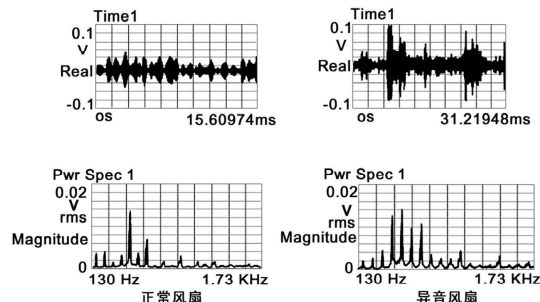 Time1
0.1
V
Real
-0.1
os
15.60974ms
Time1
0.1
V
Real
-0.1
os
31.21948ms
Pwr Spec 1
0.02
V
rms
Magnitude
0
130 Hz
1.73 KHz
正常风扇
Pwr Spec 1
0.02
V
rms
Magnitude
0
130 Hz
1.73 KHz
异音风扇